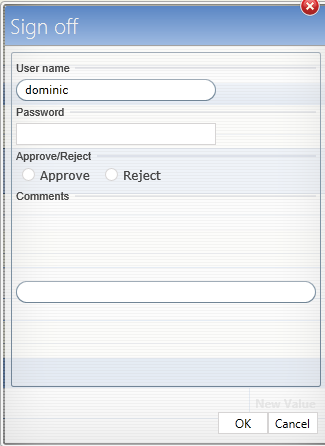 Sign off
User name
dominic
Password
Approve/Reject
Approve Reject
Comments
New Value
OK Cancel